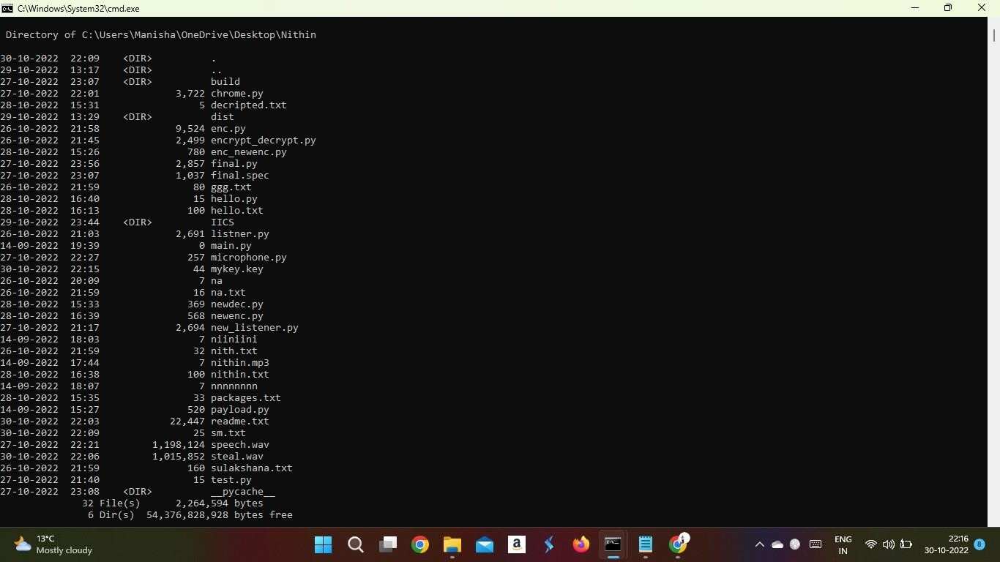 C:\Windows\System32\cmd.exe
Directory of C:\Users\Manisha\OneDrive\Desktop\Nithin
30-10-2022  22:09    <DIR>          .
29-10-2022  13:17    <DIR>          ..
27-10-2022  23:07    <DIR>          build
27-10-2022  22:01             3,722 chrome.py
28-10-2022  15:31                 5 decripted.txt
29-10-2022  13:29    <DIR>          dist
26-10-2022  21:58             9,524 enc.py
26-10-2022  21:45             2,499 encrypt_decrypt.py
28-10-2022  15:26               780 enc_newenc.py
27-10-2022  23:56             2,857 final.py
27-10-2022  23:07             1,037 final.spec
26-10-2022  21:59                80 ggg.txt
28-10-2022  16:40                15 hello.py
28-10-2022  16:13               100 hello.txt
29-10-2022  23:44    <DIR>          IICS
26-10-2022  21:03             2,691 listner.py
14-09-2022  19:39                 0 main.py
27-10-2022  22:27               257 microphone.py
30-10-2022  22:15                44 mykey.key
26-10-2022  20:09                 7 na
26-10-2022  21:59                16 na.txt
28-10-2022  15:33               369 newdec.py
28-10-2022  16:39               568 newenc.py
27-10-2022  21:17             2,694 new_listener.py
14-09-2022  18:03                 7 niiniini
26-10-2022  21:59                32 nith.txt
14-09-2022  17:44                 7 nithin.mp3
28-10-2022  16:38               100 nithin.txt
14-09-2022  18:07                 7 nnnnnnnn
28-10-2022  15:35                33 packages.txt
14-09-2022  15:27               520 payload.py
30-10-2022  22:03            22,447 readme.txt
30-10-2022  22:09                25 sm.txt
27-10-2022  22:21         1,198,124 speech.wav
30-10-2022  22:06         1,015,852 steal.wav
26-10-2022  21:59               160 sulakshana.txt
27-10-2022  21:40                15 test.py
27-10-2022  23:08    <DIR>          __pycache__
32 File(s)      2,264,594 bytes
6 Dir(s)  54,376,828,928 bytes free
13°C
Mostly cloudy
a
ENG
IN
22:16
30-10-2022
8